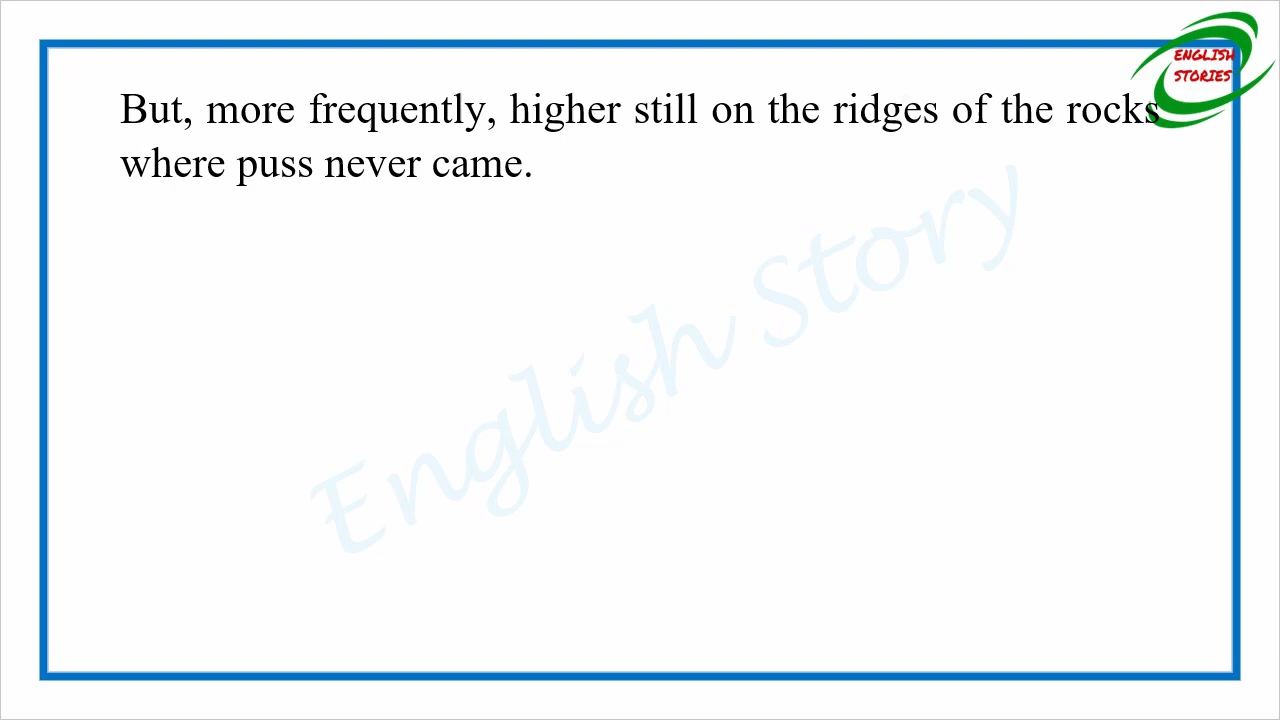 ENGLISH
STORIES
But, more frequently, higher still on the ridges of the rocks
where puss never came.
English Story